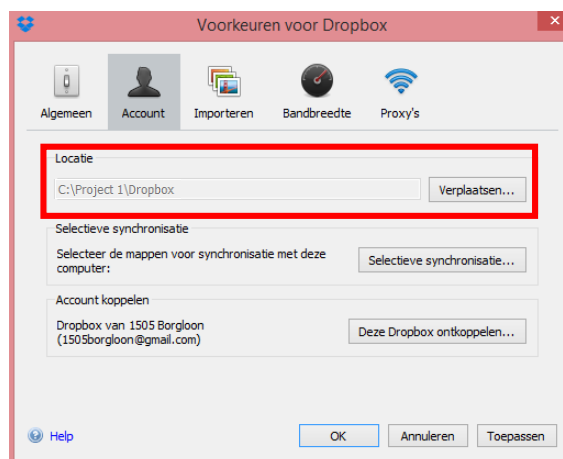 Voorkeuren voor Dropbox
Algemeen Account Importeren Bandbreedte Proxy's
Locatie
C:\Project 1\Dropbox Verplaatsen...
Selectieve synchronisatie
Selecteer de mappen voor synchronisatie met deze
computer:
Selectieve synchronisatie...
Account koppelen
Dropbox van 1505 Borgloon
(1505borgloon@gmail.com)
Deze Dropbox ontkoppelen...
Help OK Annuleren Toepassen